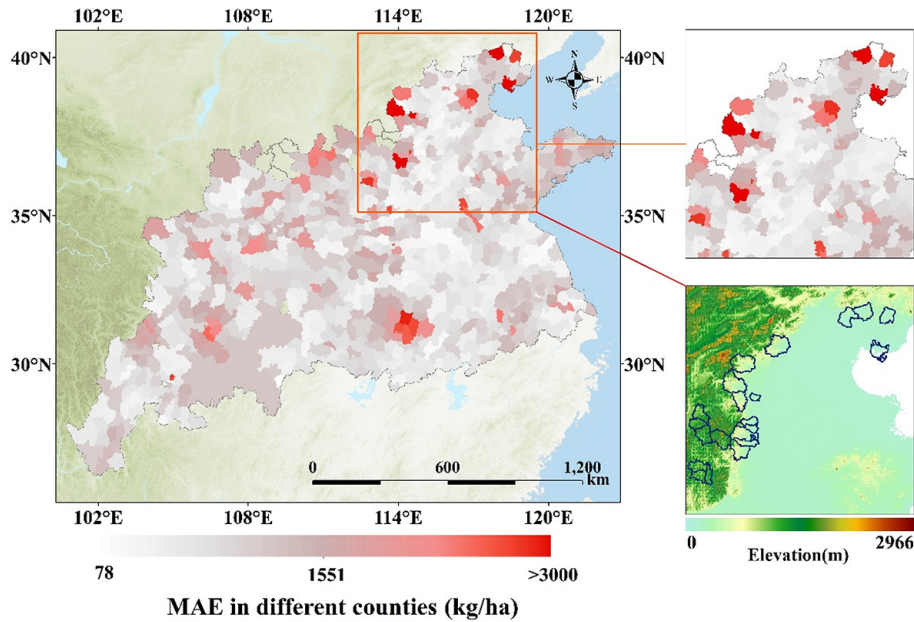 102°E 108°E 114°E 120°E
40°N 40°N
N
W E
S
35°N 35°N
30°N 30°N
0 600 1,200
km
102°E 108°E 114°E 120°E
0 2966
Elevation(m)
78 1551 >3000
MAE in different counties (kg/ha)